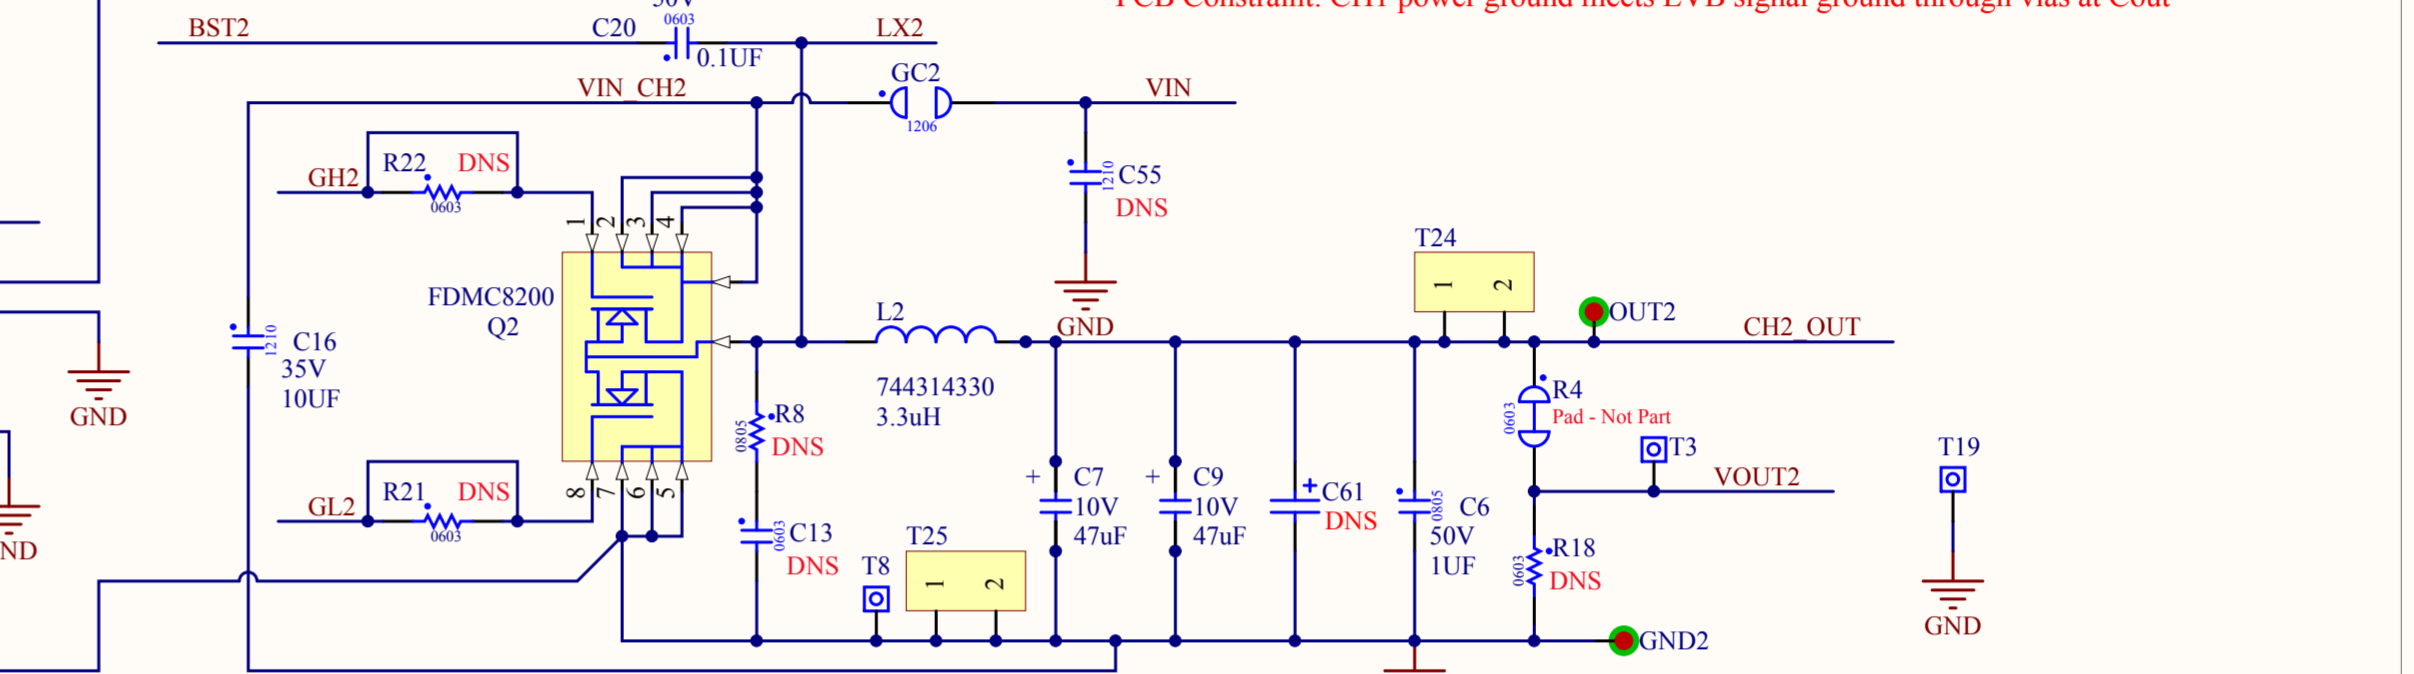 PCB Constraint: CH1 power ground meets EVB signal ground through vias at Cout
50V
0603
BST2
C20
LX2
0.1UF
GC2
VIN_CH2
VIN
1206
R22 DNS
GH2
0603
1210
C55
DNS
1 2 3 4
T24
1 2
FDMC8200
Q2
OUT2
L2
GND
CH2_OUT
C16
1210
35V
10UF
744314330
3.3uH
R4
0603
Pad - Not Part
GND
R8
0805
DNS
T3
T19
VOUT2
R21 DNS
GL2
0603
8 7 6 5
+ C7
10V
47uF
+ C9
10V
47uF
+ C61
DNS
0805
C6
50V
1UF
C13
0603
DNS
T25
1 2
T8
R18
0603
DNS
ND
GND
GND2